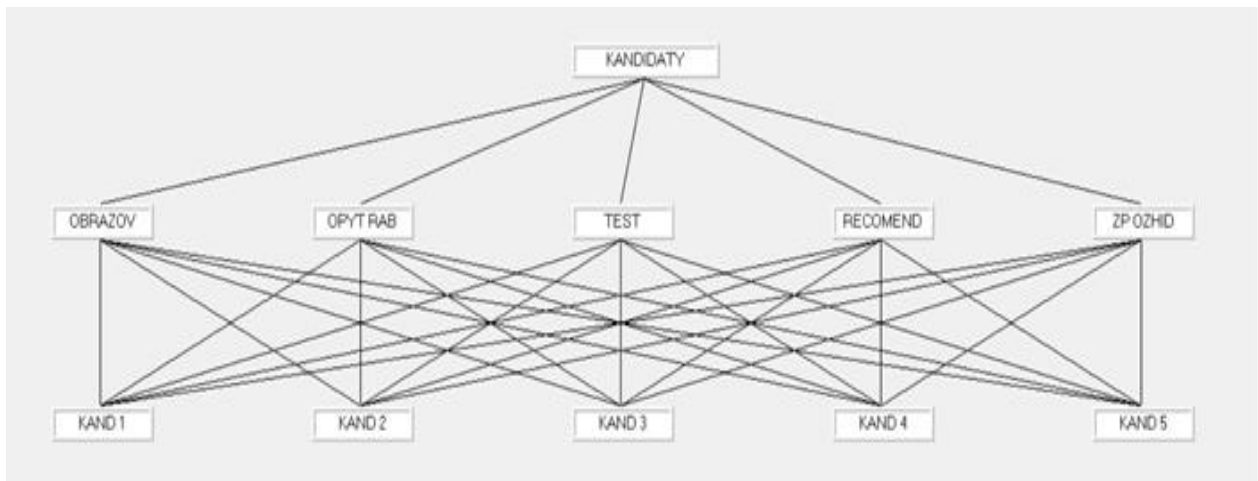 KANDIDATY
OBRAZOV
OPYT RAB
TEST
RECOMEND
ZP OZHID
KAND 1
KAND 2
KAND 3
KAND 4
KAND 5